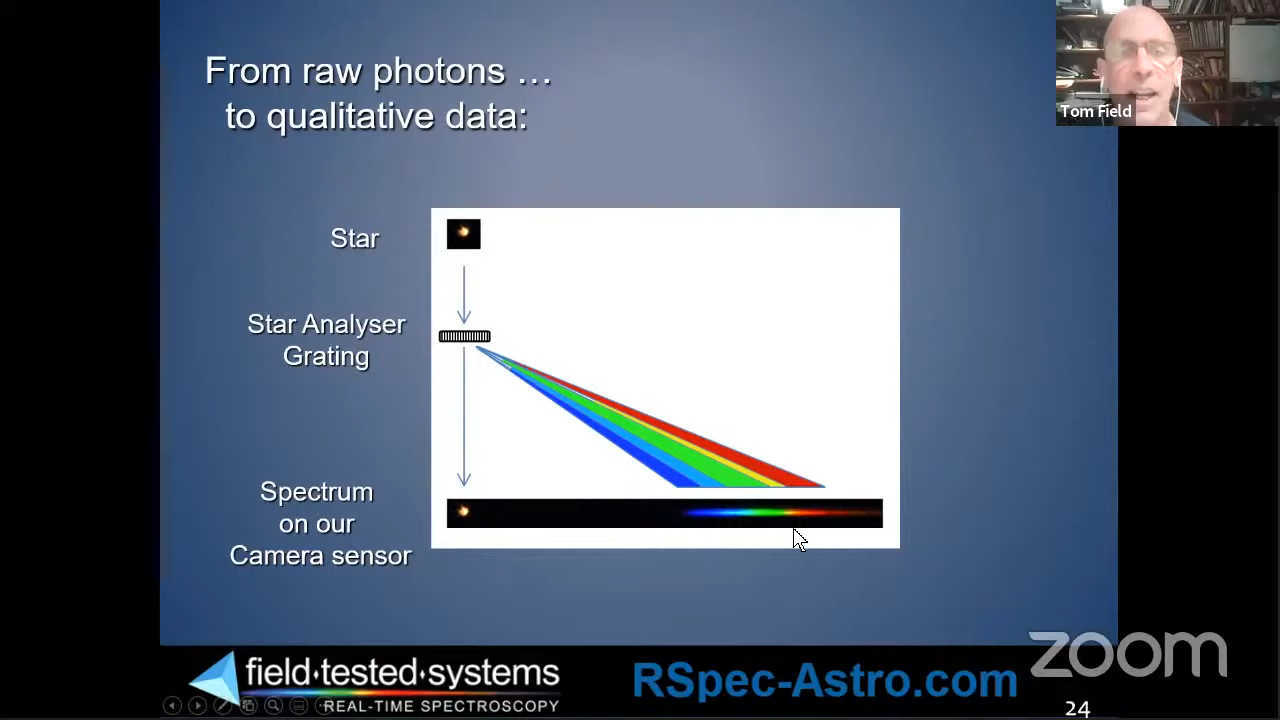 From raw photons …
to qualitative data:
Tom Field
Star
Star Analyser
Grating
Spectrum
on our
Camera sensor
field·tested·systems
REAL-TIME SPECTROSCOPY
RSpec-Astro.com
zoom
24